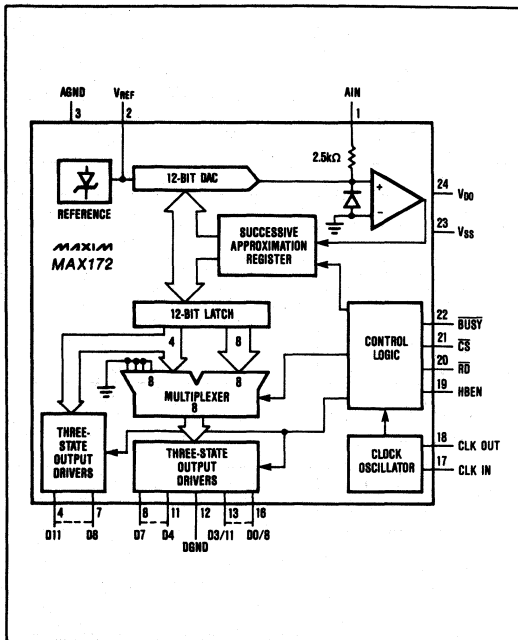 AGND
3
VREF
2
AIN
1
2.5kΩ
REFERENCE
12-BIT DAC
+
−
24
VDD
23
VSS
MAXIM
MAX172
SUCCESSIVE
APPROXIMATION
REGISTER
12-BIT LATCH
4
8
8
8
MULTIPLEXER
8
CONTROL
LOGIC
22
BUSY
21
CS
20
RD
19
HBEN
THREE-STATE
OUTPUT
DRIVERS
THREE-STATE
OUTPUT
DRIVERS
CLOCK
OSCILLATOR
18
CLK OUT
17
CLK IN
4
7
8
11
12
13
16
D11
D8
D7
D4
DGND
D3/11
D0/8